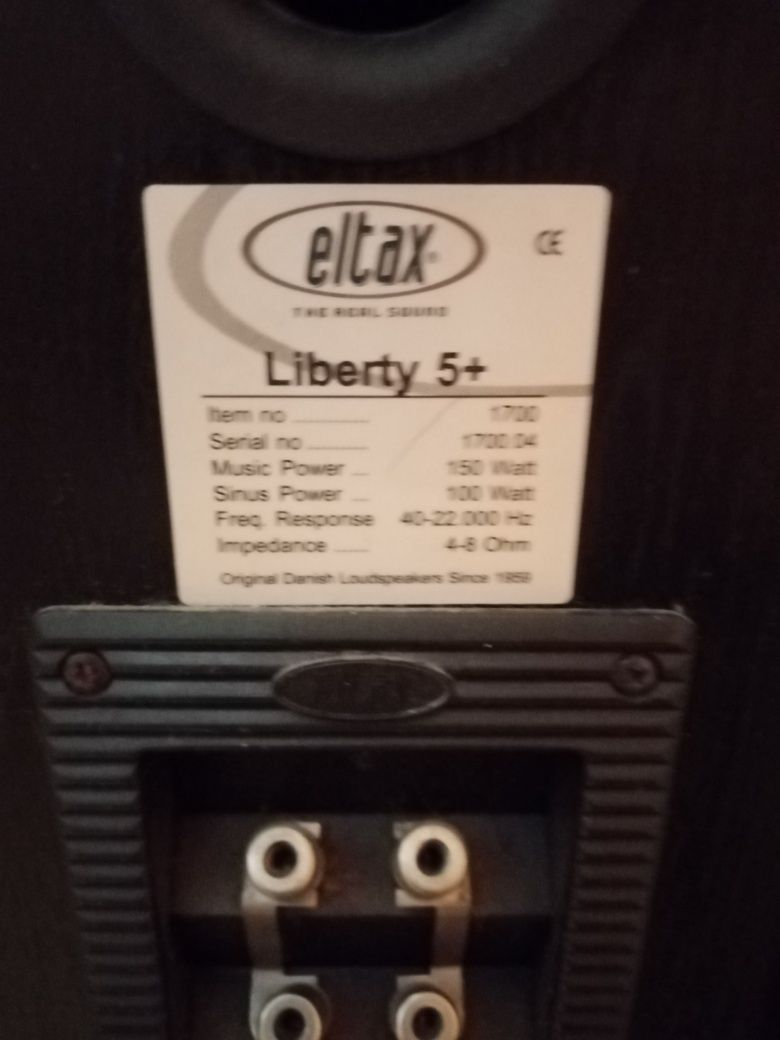 eltax
CE
THE REAL SOUND
Liberty 5+
Item no ............ 1700
Serial no .......... 1700.04
Music Power .... 150 Watt
Sinus Power .... 100 Watt
Freq. Response 40-22.000 Hz
Impedance ...... 4-8 Ohm
Original Danish Loudspeakers Since 1959